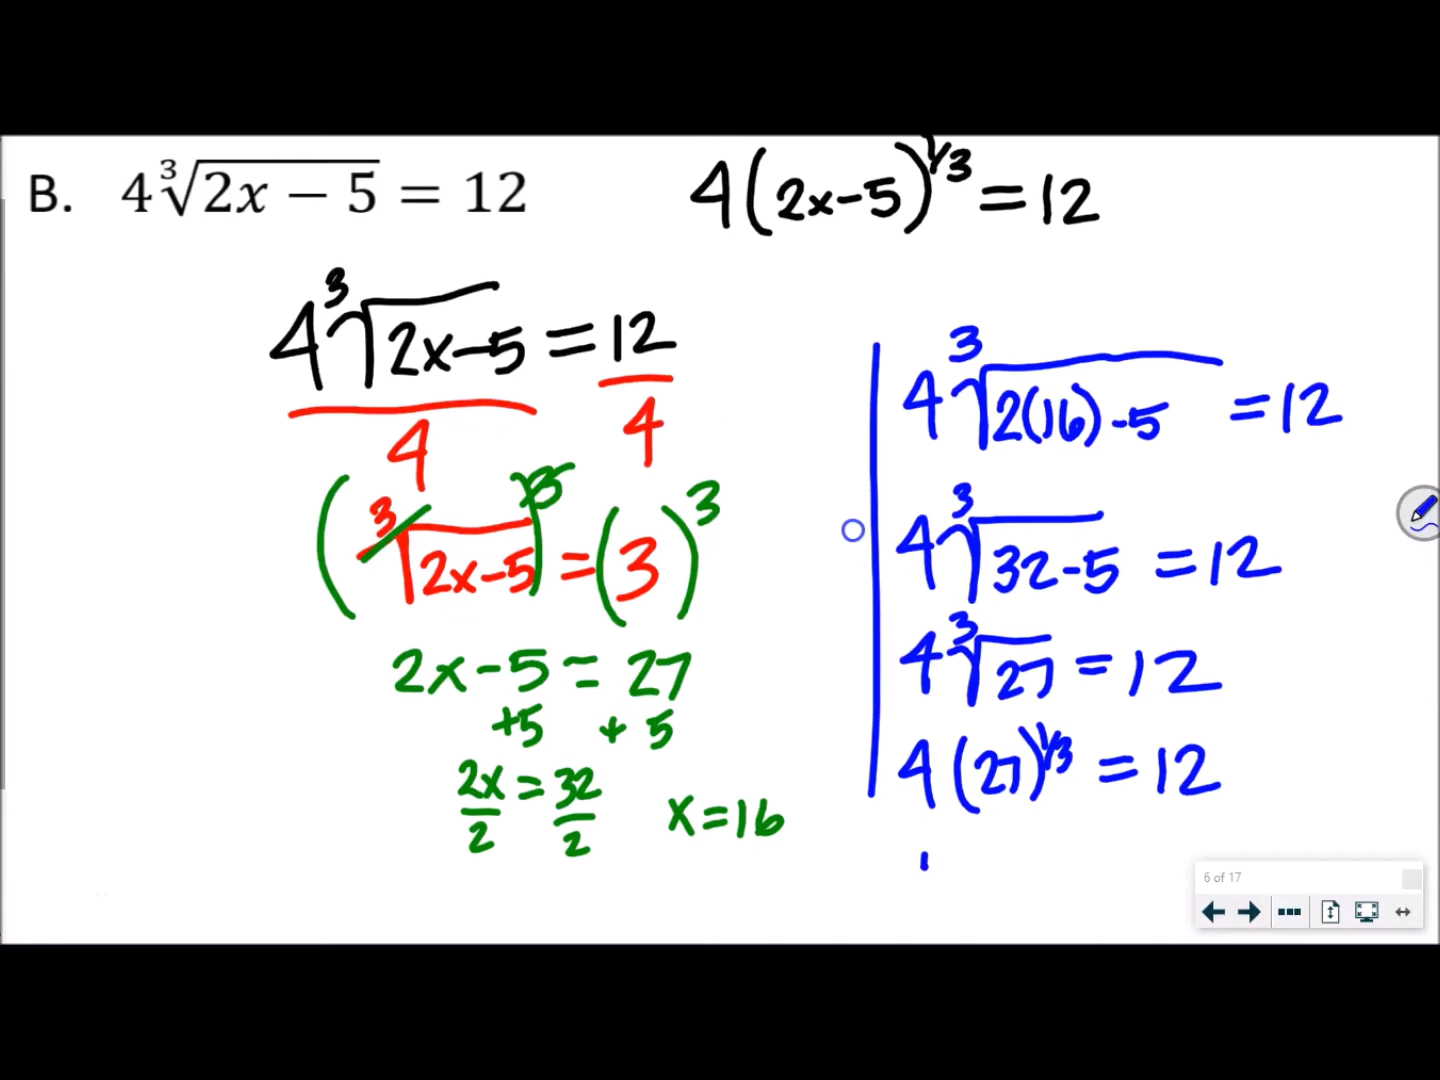 B. 4∛(2x − 5) = 12
4(2x-5)^1/3 = 12
4∛(2x-5) = 12
4 4
(∛(2x-5))^3 = (3)^3
2x-5 = 27
+5 +5
2x/2 = 32/2 x=16
4∛(2(16)-5) = 12
4∛(32-5) = 12
4∛27 = 12
4(27)^1/3 = 12
6 of 17